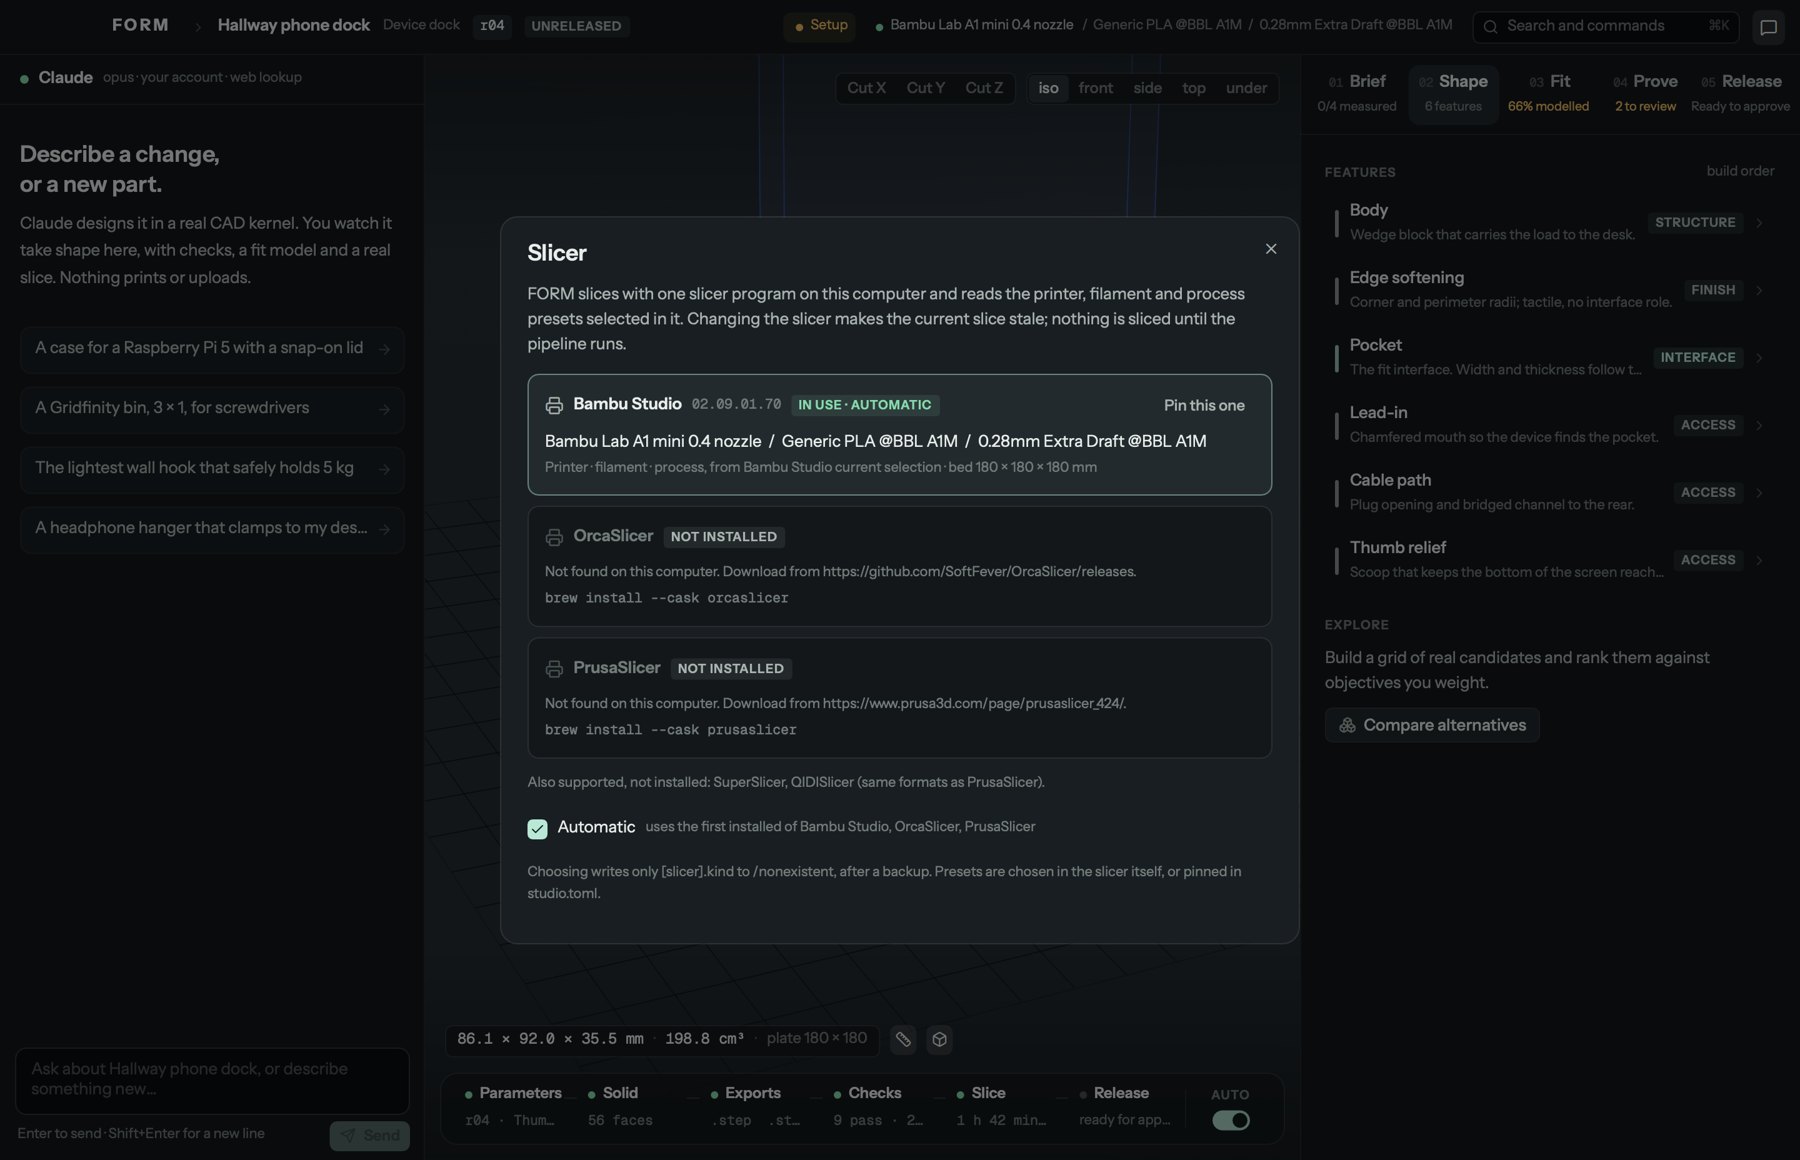 FORM
Hallway phone dock
Device dock
r04
UNRELEASED
Setup
Bambu Lab A1 mini 0.4 nozzle / Generic PLA @BBL A1M / 0.28mm Extra Draft @BBL A1M
Search and commands
⌘K
Claude
opus · your account · web lookup
Describe a change,
or a new part.
Claude designs it in a real CAD kernel. You watch it
take shape here, with checks, a fit model and a real
slice. Nothing prints or uploads.
A case for a Raspberry Pi 5 with a snap-on lid
A Gridfinity bin, 3 × 1, for screwdrivers
The lightest wall hook that safely holds 5 kg
A headphone hanger that clamps to my des...
Ask about Hallway phone dock, or describe
something new...
Enter to send · Shift+Enter for a new line
Send
Cut X
Cut Y
Cut Z
iso
front
side
top
under
Slicer
FORM slices with one slicer program on this computer and reads the printer, filament and process
presets selected in it. Changing the slicer makes the current slice stale; nothing is sliced until the
pipeline runs.
Bambu Studio
02.09.01.70
IN USE · AUTOMATIC
Pin this one
Bambu Lab A1 mini 0.4 nozzle / Generic PLA @BBL A1M / 0.28mm Extra Draft @BBL A1M
Printer · filament · process, from Bambu Studio current selection · bed 180 × 180 × 180 mm
OrcaSlicer
NOT INSTALLED
Not found on this computer. Download from https://github.com/SoftFever/OrcaSlicer/releases.
brew install --cask orcaslicer
PrusaSlicer
NOT INSTALLED
Not found on this computer. Download from https://www.prusa3d.com/page/prusaslicer_424/.
brew install --cask prusaslicer
Also supported, not installed: SuperSlicer, QIDISlicer (same formats as PrusaSlicer).
Automatic
uses the first installed of Bambu Studio, OrcaSlicer, PrusaSlicer
Choosing writes only [slicer].kind to /nonexistent, after a backup. Presets are chosen in the slicer itself, or pinned in
studio.toml.
86.1 × 92.0 × 35.5 mm · 198.8 cm³ · plate 180 × 180
Parameters
r04 · Thum...
Solid
56 faces
Exports
.step .st...
Checks
9 pass · 2...
Slice
1 h 42 min...
Release
ready for app...
AUTO
01 Brief
0/4 measured
02 Shape
6 features
03 Fit
66% modelled
04 Prove
2 to review
05 Release
Ready to approve
FEATURES
build order
Body
Wedge block that carries the load to the desk.
STRUCTURE
Edge softening
Corner and perimeter radii; tactile, no interface role.
FINISH
Pocket
The fit interface. Width and thickness follow t...
INTERFACE
Lead-in
Chamfered mouth so the device finds the pocket.
ACCESS
Cable path
Plug opening and bridged channel to the rear.
ACCESS
Thumb relief
Scoop that keeps the bottom of the screen reach...
ACCESS
EXPLORE
Build a grid of real candidates and rank them against
objectives you weight.
Compare alternatives